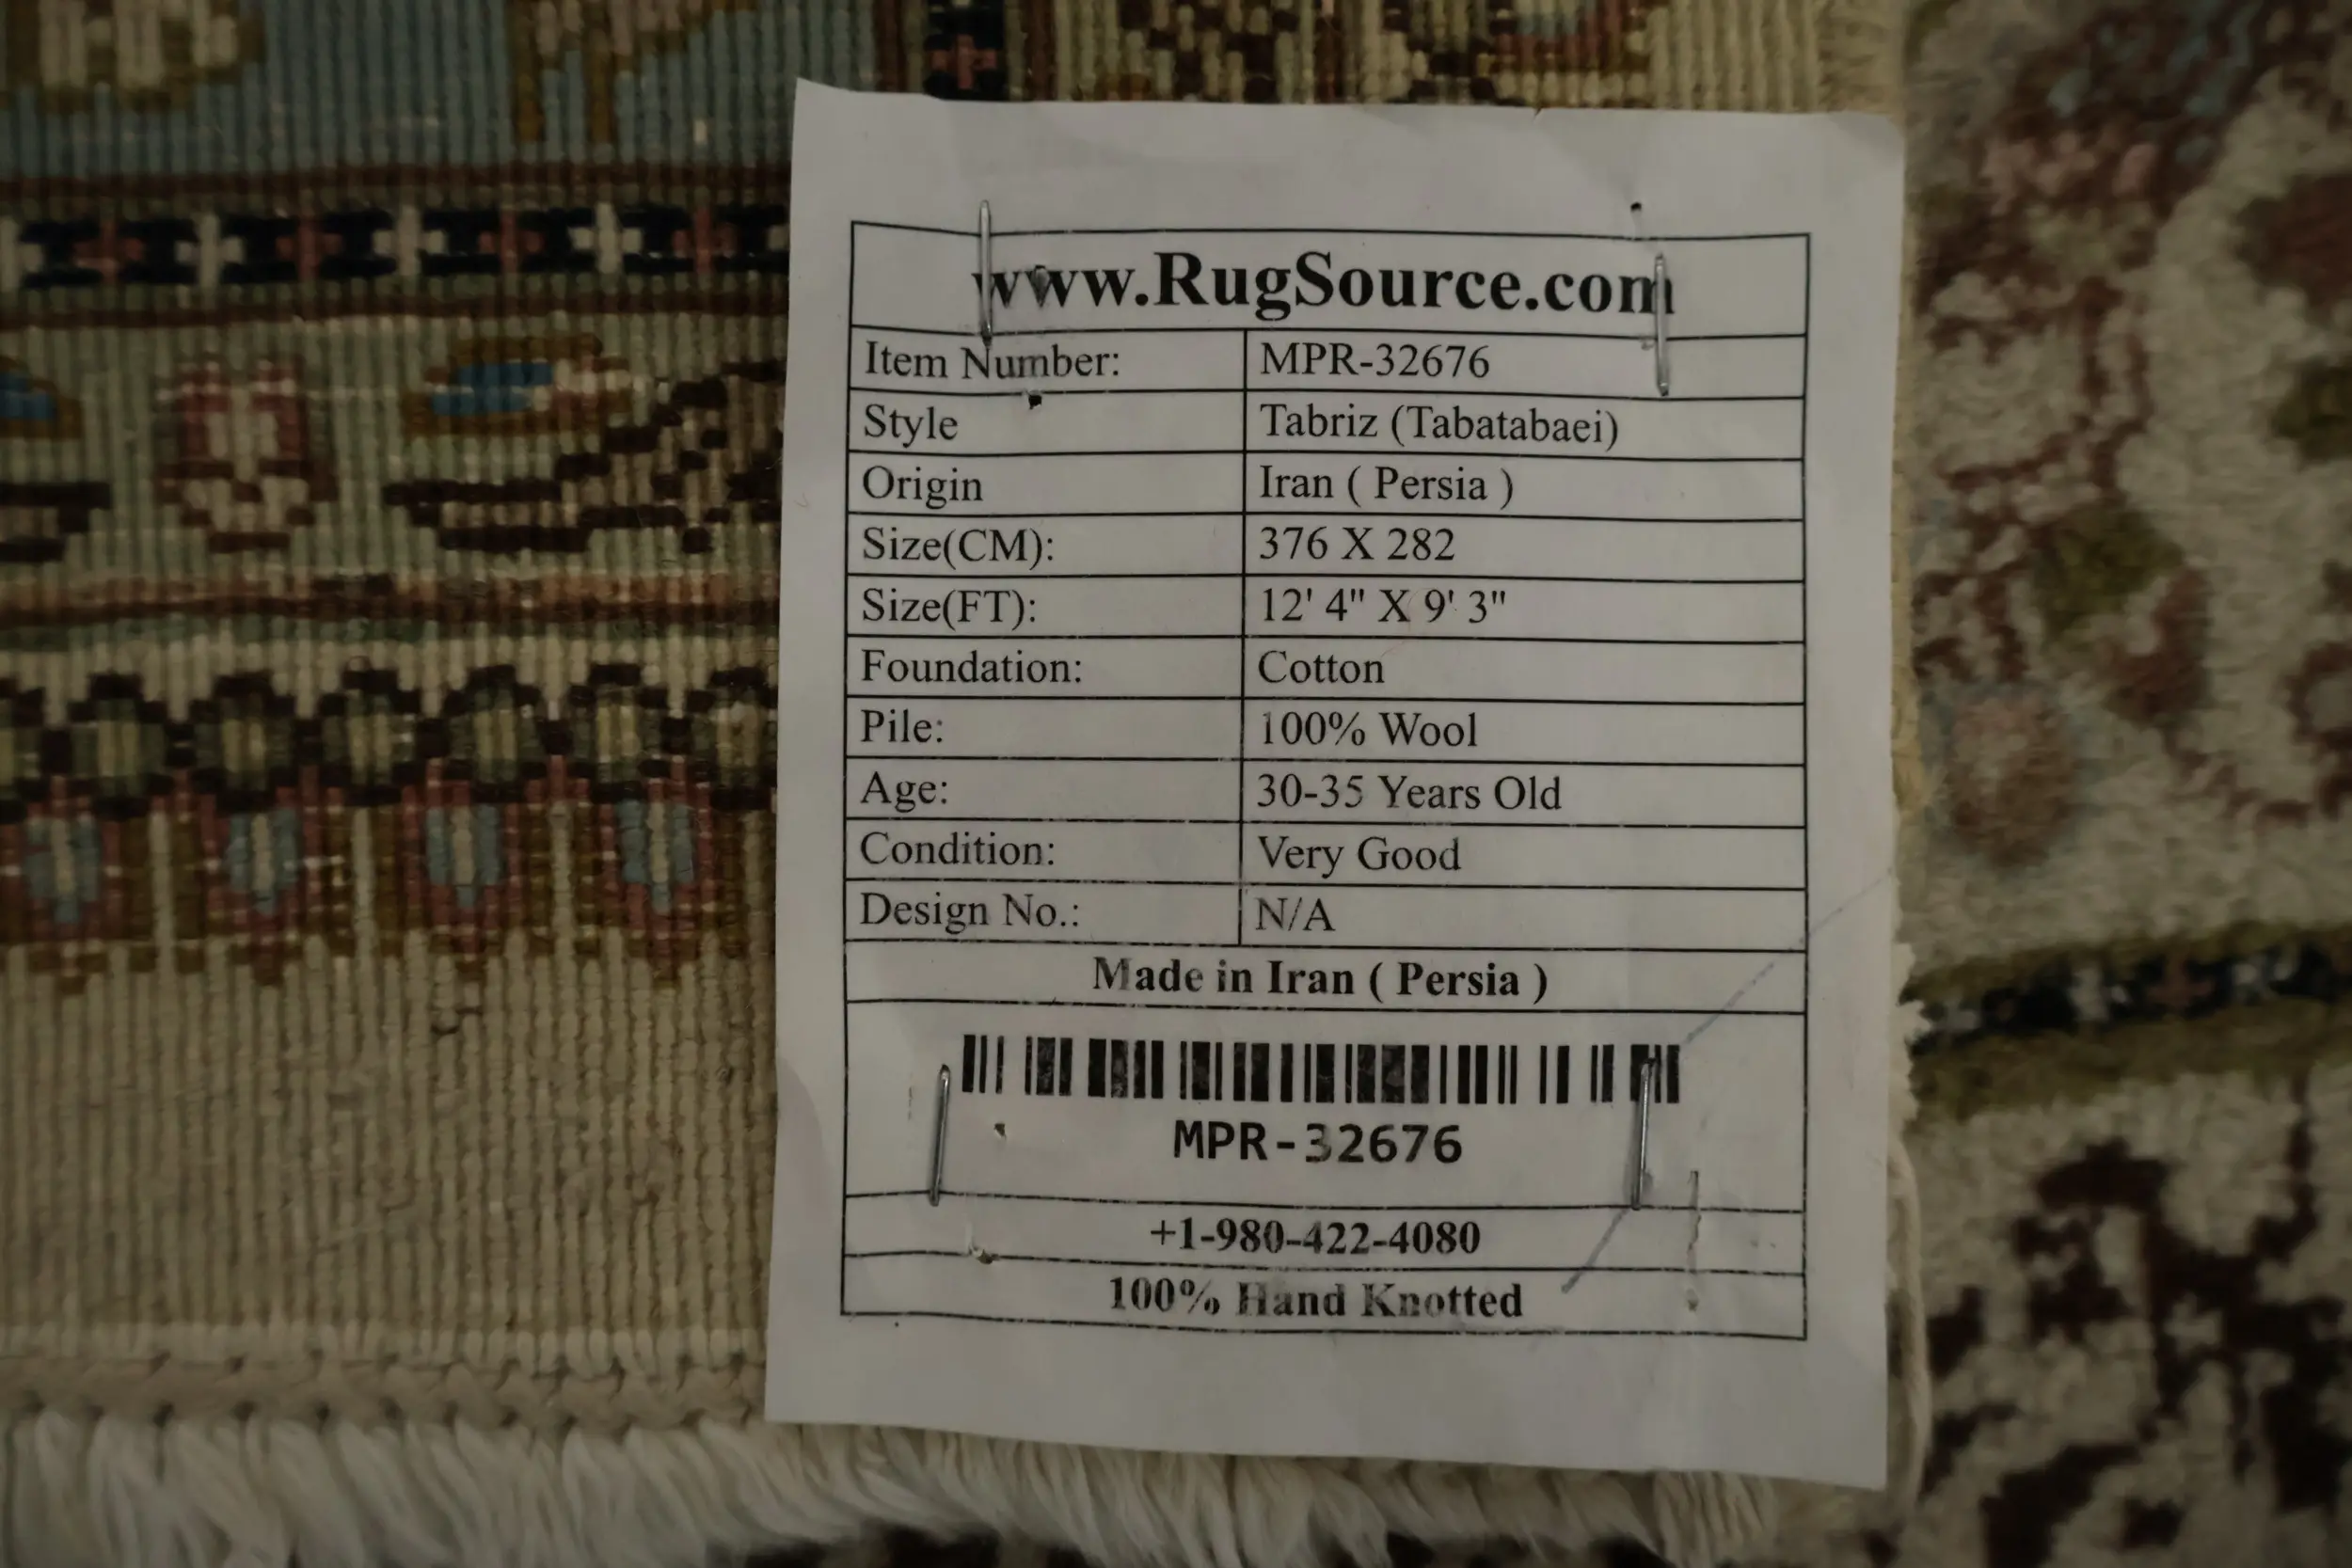 www.RugSource.com
Item Number: MPR-32676
Style Tabriz (Tabatabaei)
Origin Iran ( Persia )
Size(CM): 376 X 282
Size(FT): 12' 4" X 9' 3"
Foundation: Cotton
Pile: 100% Wool
Age: 30-35 Years Old
Condition: Very Good
Design No.: N/A
Made in Iran ( Persia )
MPR-32676
+1-980-422-4080
100% Hand Knotted